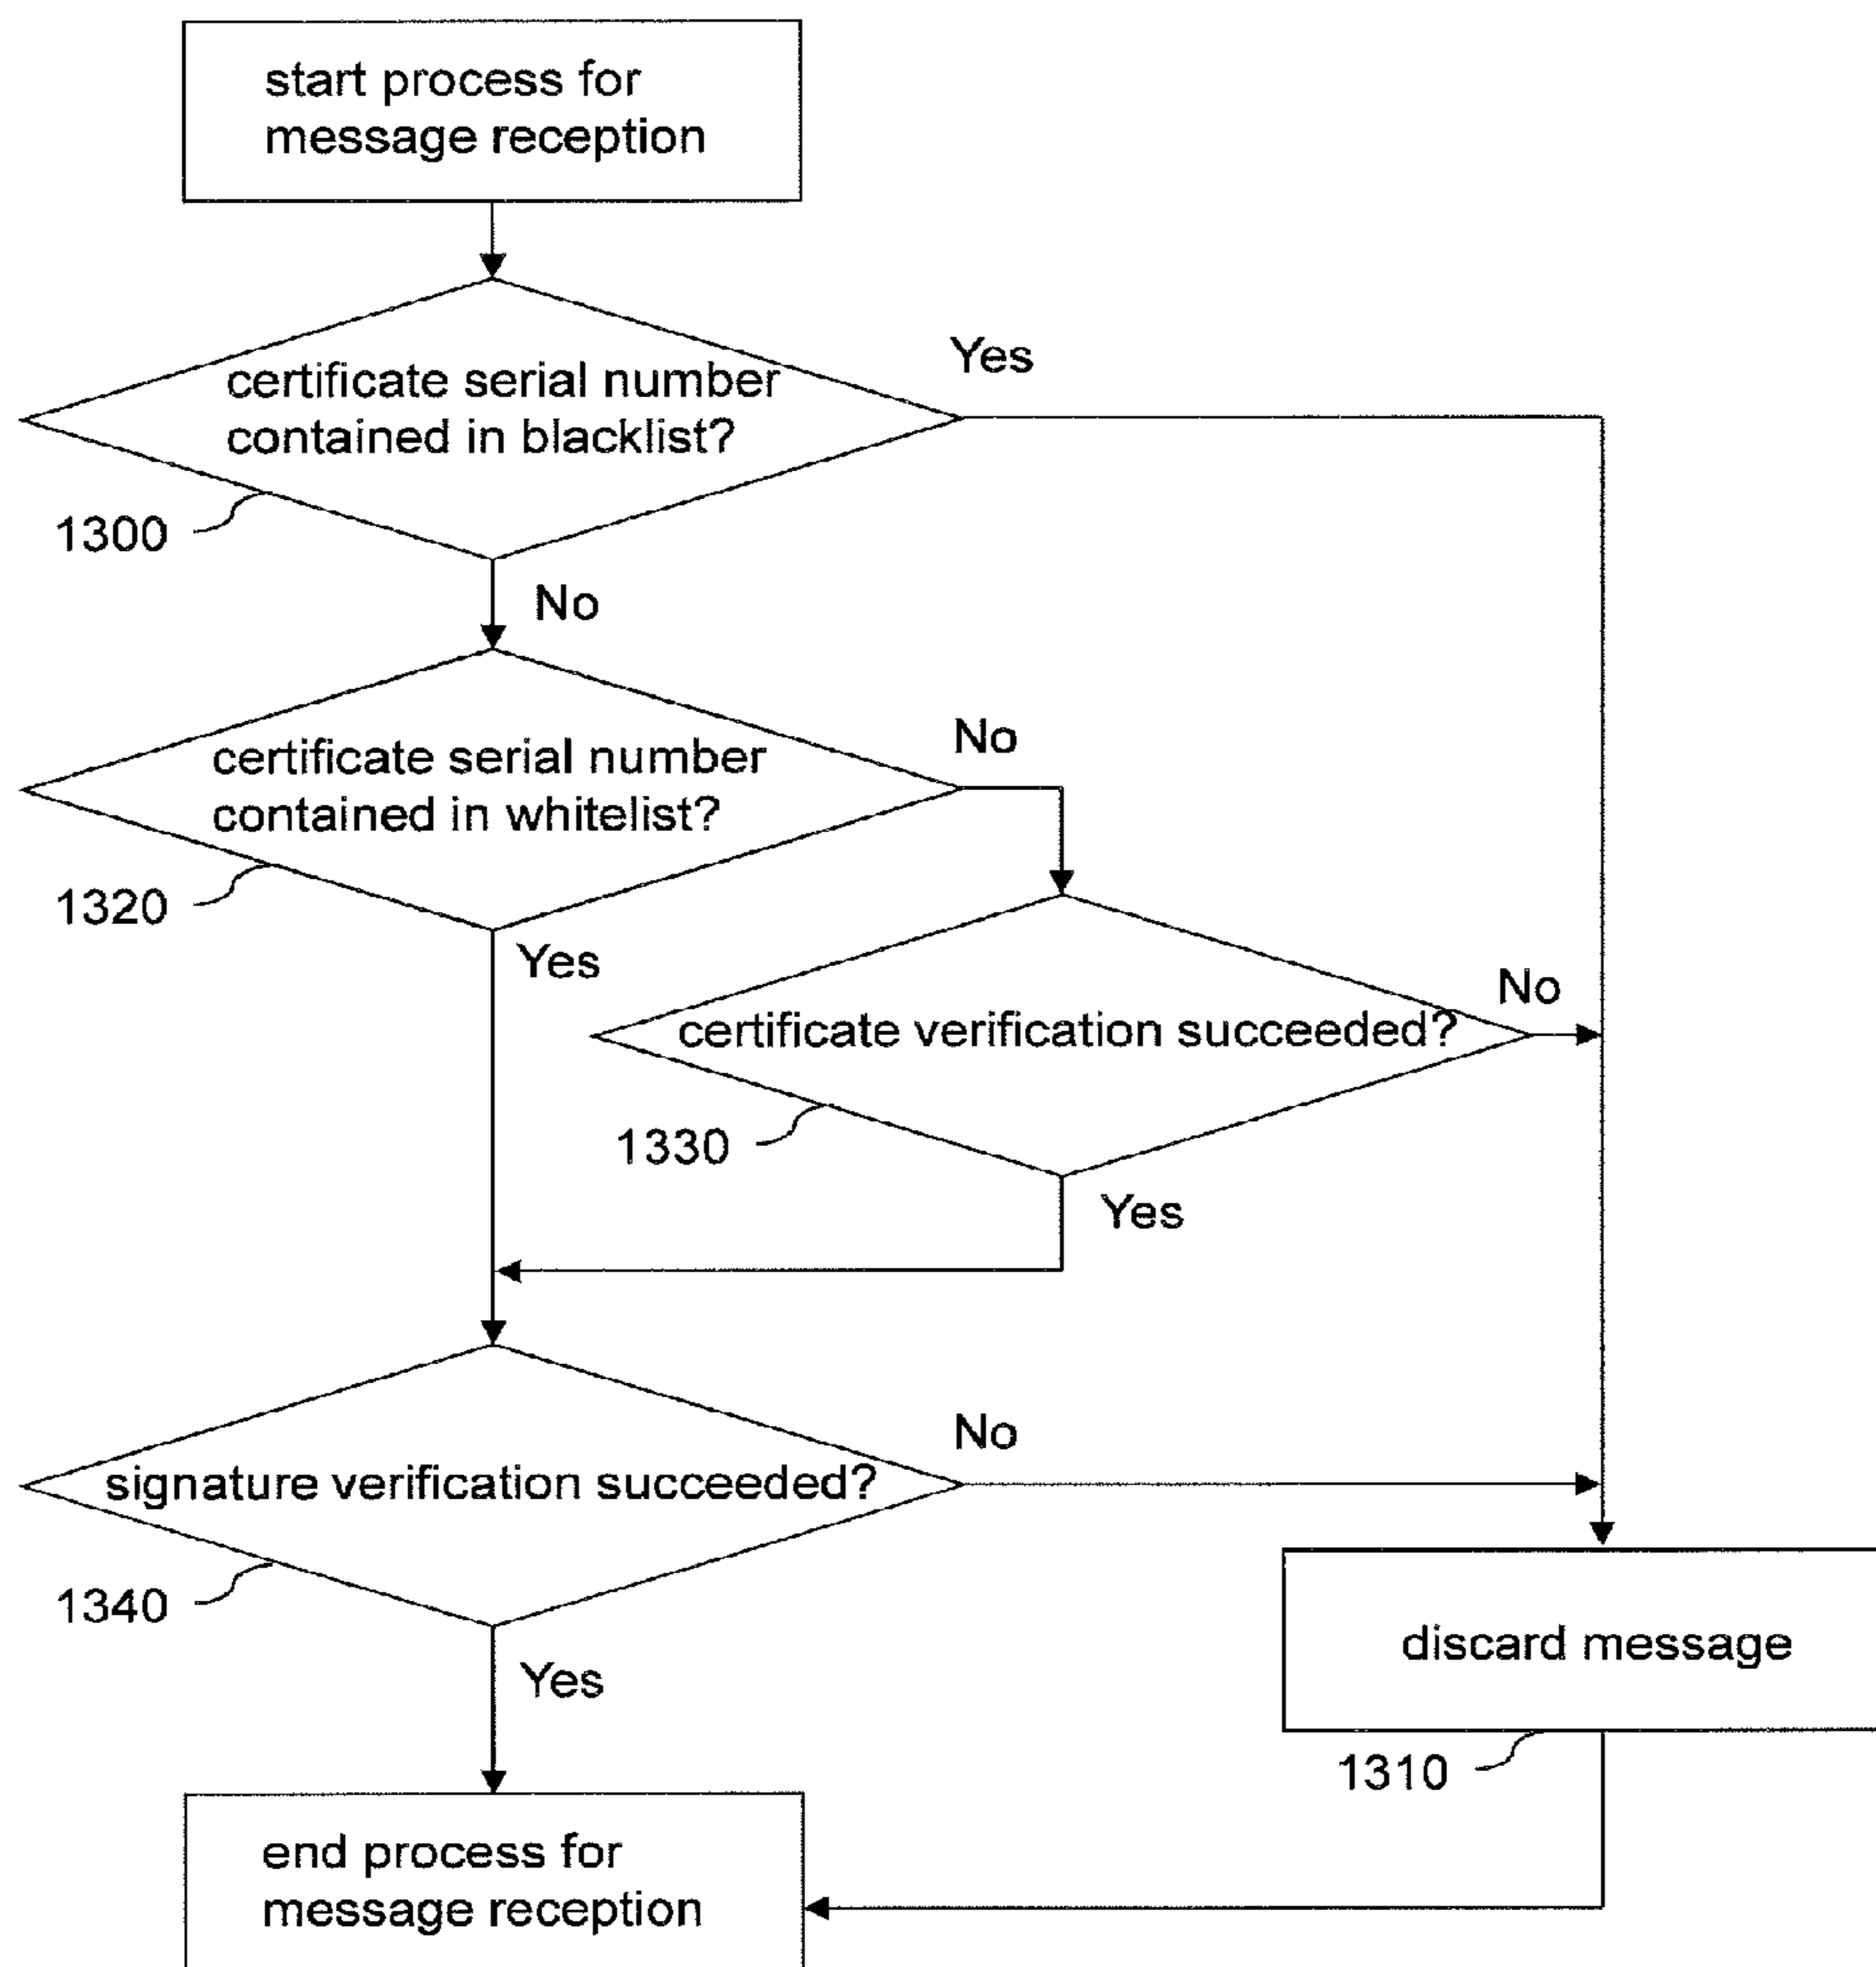 start process for
message reception
certificate serial number
contained in blacklist?
Yes
1300
No
certificate serial number
contained in whitelist?
No
1320
Yes
certificate verification succeeded?
No
1330
Yes
signature verification succeeded?
No
1340
Yes
discard message
1310
end process for
message reception